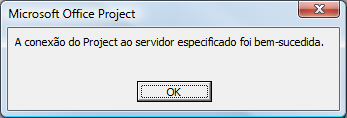 Microsoft Office Project
A conexão do Project ao servidor especificado foi bem-sucedida.
OK